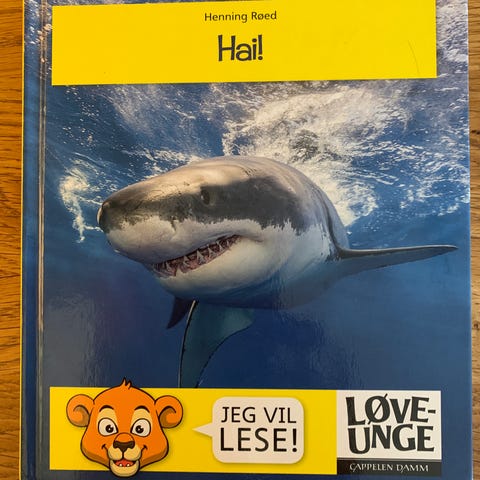 Henning Røed
Hai!
JEG VIL
LESE!
LØVE-
UNGE
CAPPELEN DAMM